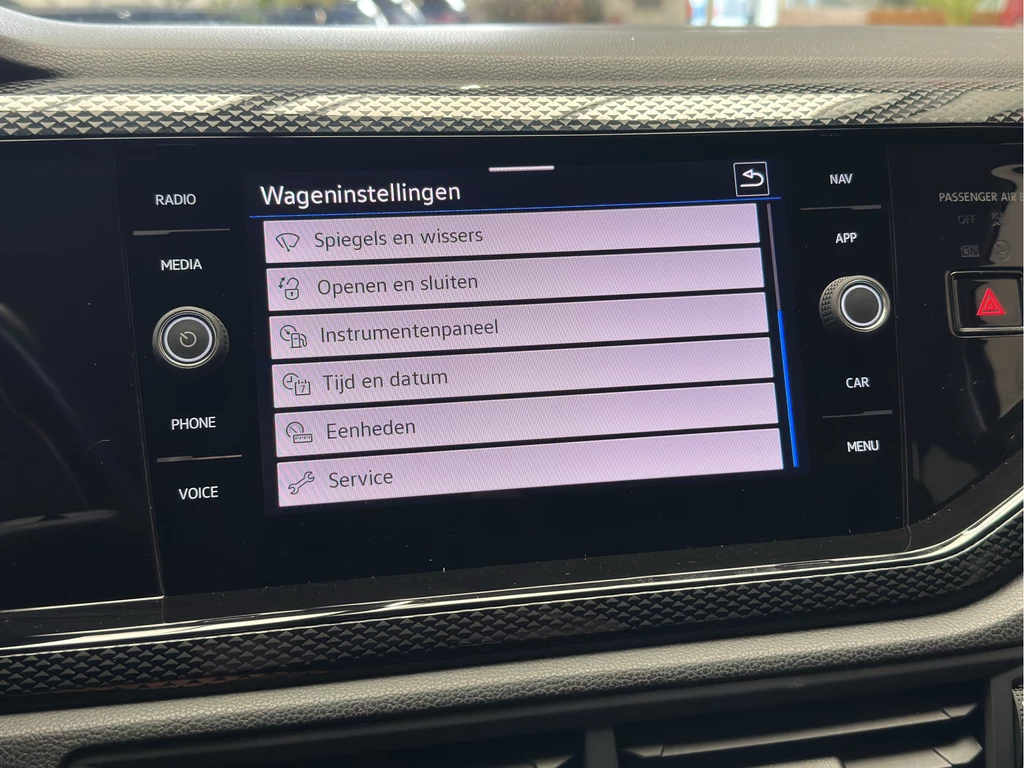 RADIO
MEDIA
PHONE
VOICE
Wageninstellingen
Spiegels en wissers
Openen en sluiten
Instrumentenpaneel
7
Tijd en datum
Eenheden
Service
NAV
APP
CAR
MENU
PASSENGER AIR
OFF